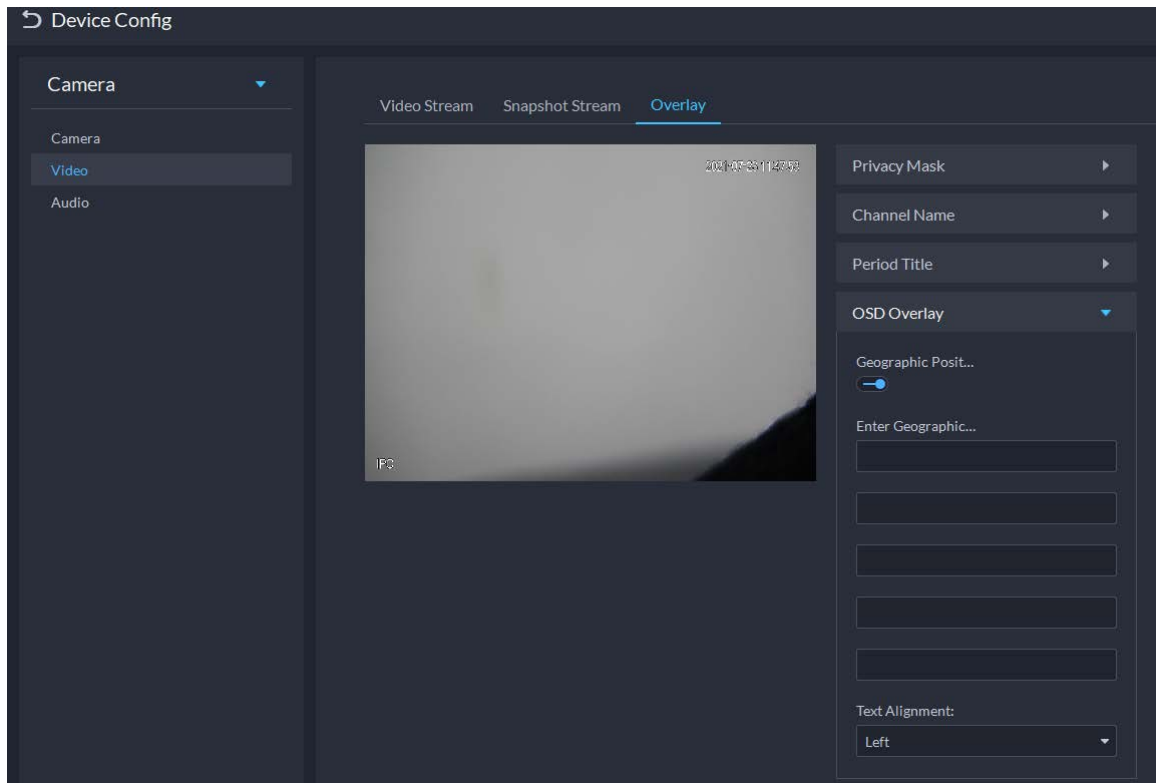 Device Config
Camera
Camera
Video
Audio
Video Stream Snapshot Stream Overlay
IPC
Privacy Mask
Channel Name
Period Title
OSD Overlay
Geographic Posit...
Enter Geographic...
Text Alignment:
Left